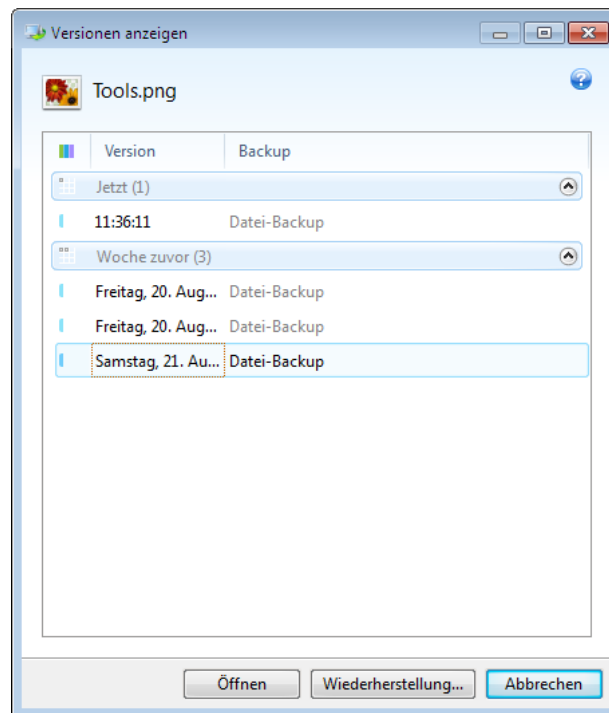 Versionen anzeigen
Tools.png
Version Backup
Jetzt (1)
11:36:11 Datei-Backup
Woche zuvor (3)
Freitag, 20. Aug... Datei-Backup
Freitag, 20. Aug... Datei-Backup
Samstag, 21. Au... Datei-Backup
Öffnen Wiederherstellung... Abbrechen